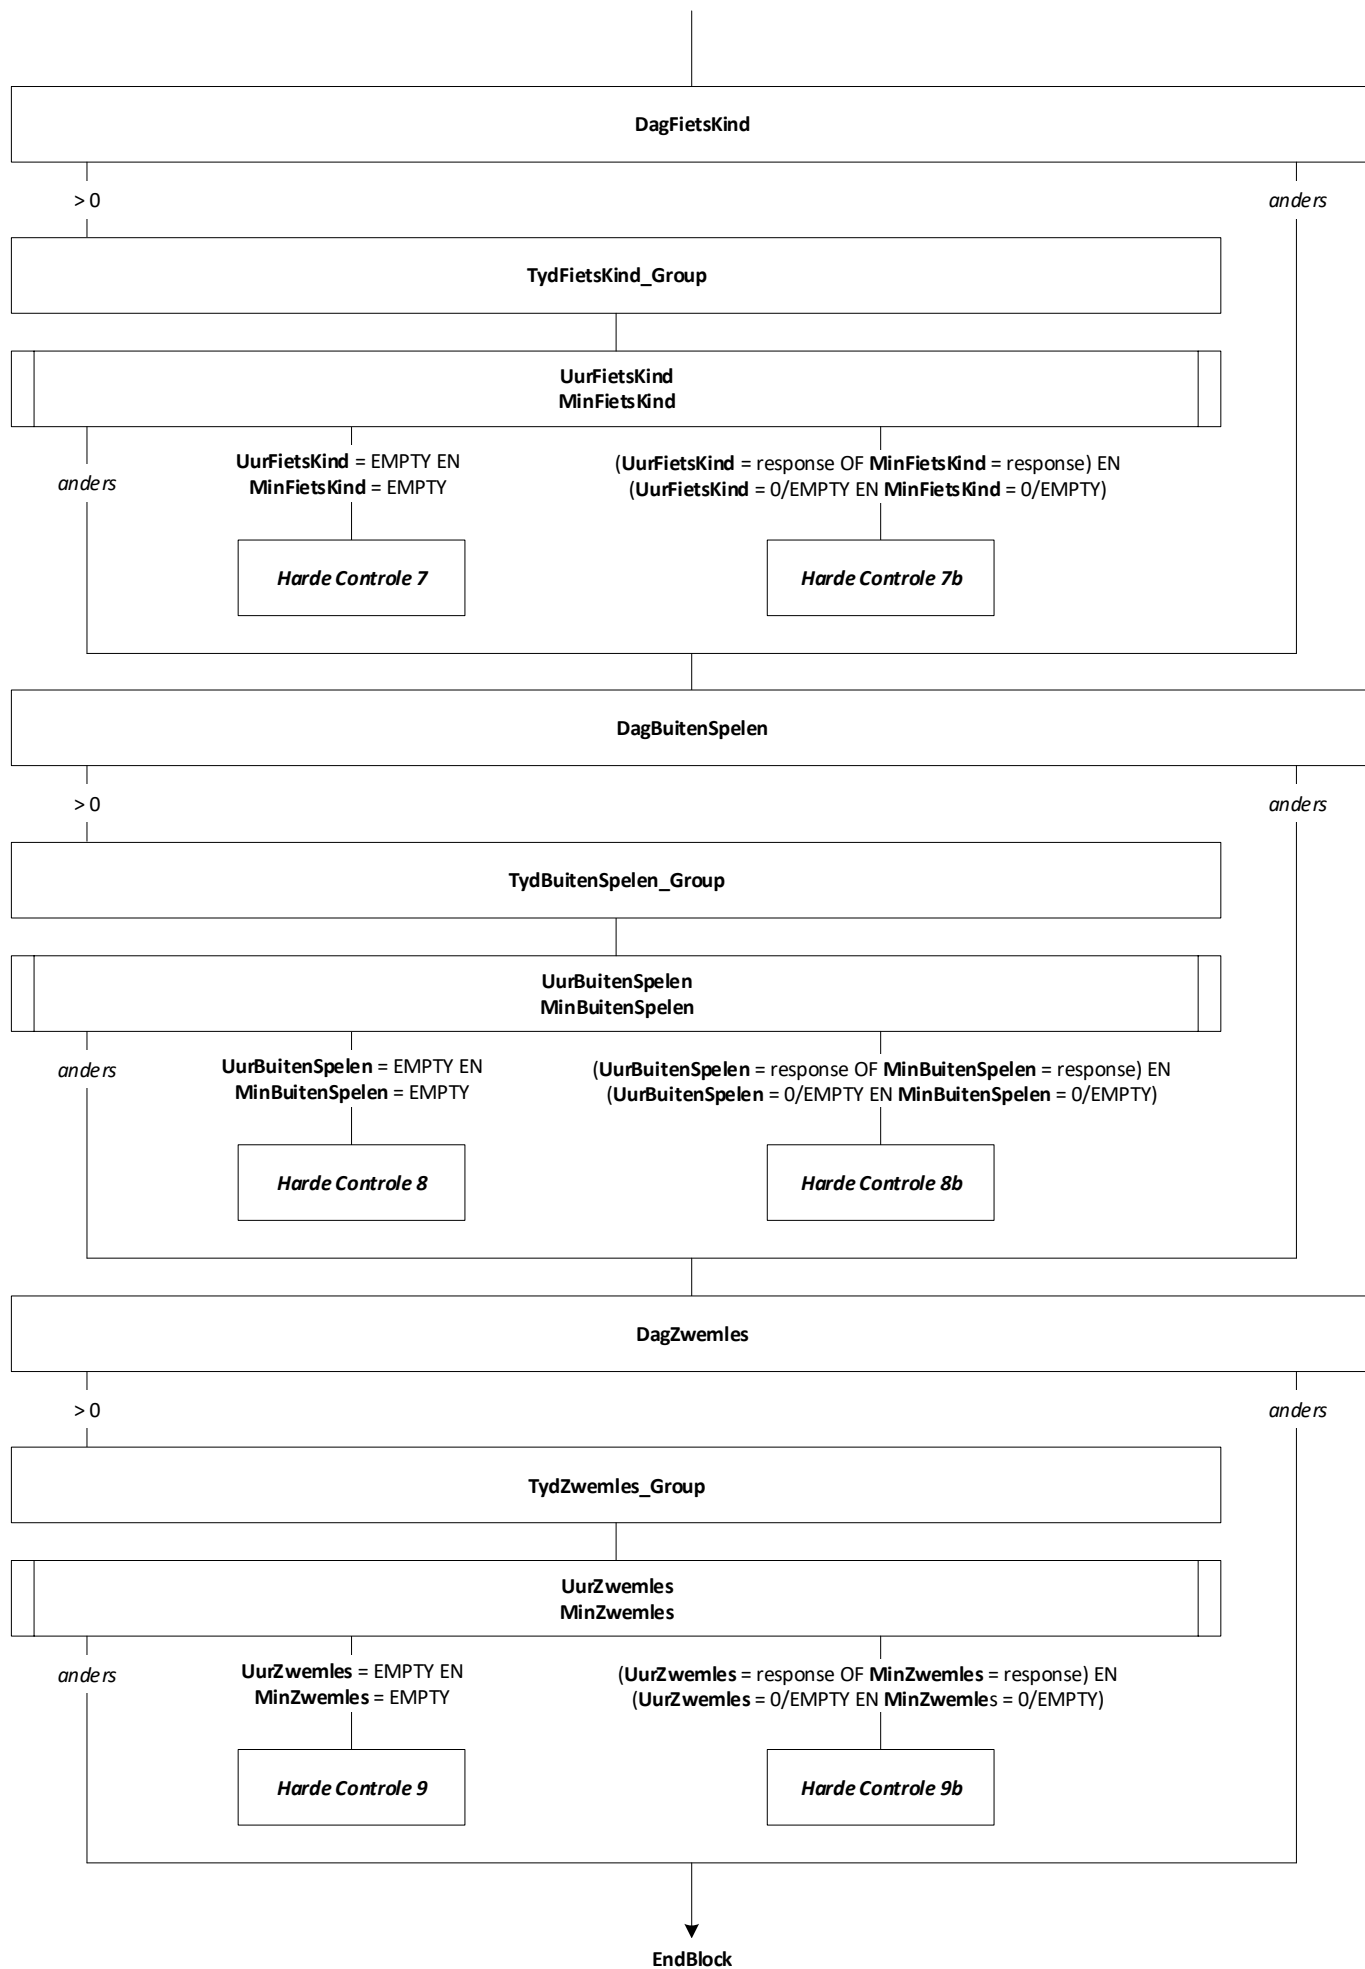 DagFietsKind
> 0
anders
TydFietsKind_Group
UurFietsKind
MinFietsKind
anders
UurFietsKind = EMPTY EN
MinFietsKind = EMPTY
(UurFietsKind = response OF MinFietsKind = response) EN
(UurFietsKind = 0/EMPTY EN MinFietsKind = 0/EMPTY)
Harde Controle 7
Harde Controle 7b
DagBuitenSpelen
> 0
anders
TydBuitenSpelen_Group
UurBuitenSpelen
MinBuitenSpelen
anders
UurBuitenSpelen = EMPTY EN
MinBuitenSpelen = EMPTY
(UurBuitenSpelen = response OF MinBuitenSpelen = response) EN
(UurBuitenSpelen = 0/EMPTY EN MinBuitenSpelen = 0/EMPTY)
Harde Controle 8
Harde Controle 8b
DagZwemles
> 0
anders
TydZwemles_Group
UurZwemles
MinZwemles
anders
UurZwemles = EMPTY EN
MinZwemles = EMPTY
(UurZwemles = response OF MinZwemles = response) EN
(UurZwemles = 0/EMPTY EN MinZwemles = 0/EMPTY)
Harde Controle 9
Harde Controle 9b
EndBlock